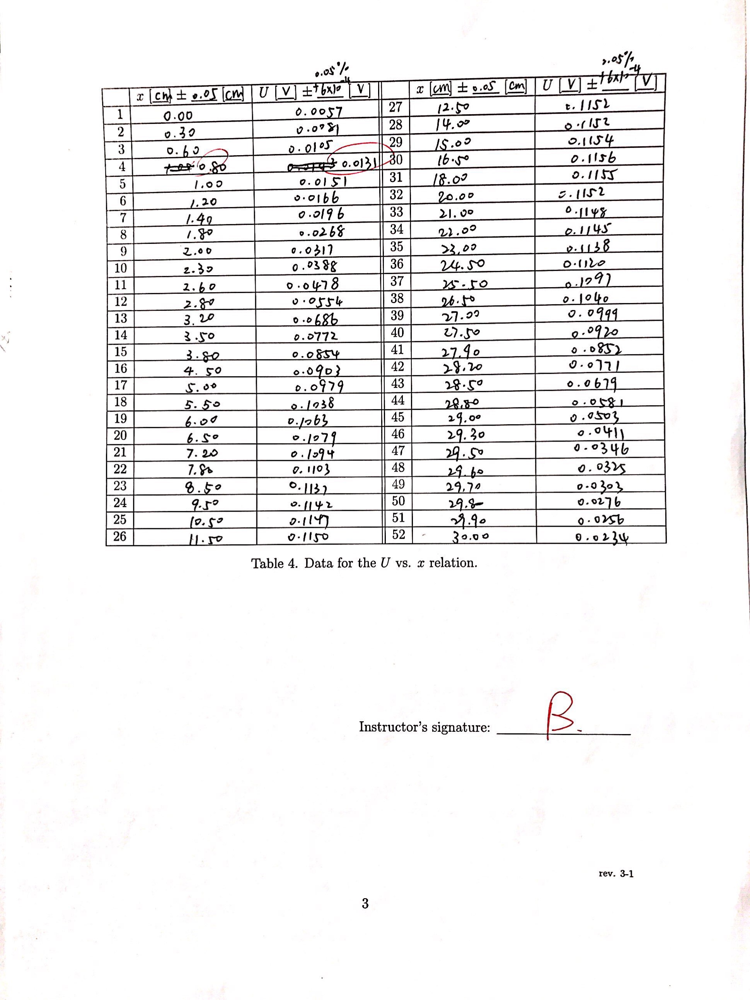 0.05% 0.05%
x [cm] ± 0.05 [cm] U [V] ± +6x10⁻⁴ [V] x [cm] ± 0.05 [cm] U [V] ± +6x10⁻⁴ [V]
1 0.00 0.0057 27 12.50 0.1152
2 0.30 0.0081 28 14.00 0.1152
3 0.60 0.0105 29 15.00 0.1154
4 0.80 0.0131 30 16.50 0.1156
5 1.00 0.0151 31 18.00 0.1155
6 1.20 0.0166 32 20.00 0.1152
7 1.40 0.0196 33 21.00 0.1148
8 1.80 0.0268 34 22.00 0.1145
9 2.00 0.0317 35 23.00 0.1138
10 2.30 0.0388 36 24.50 0.1120
11 2.60 0.0478 37 25.50
12 2.80 0.0554 38 26.50 0.1040
13 3.20 0.0686 39 27.00 0.0999
14 3.50 0.0772 40 27.50 0.0920
15 3.80 0.0854 41 27.90 0.0852
16 4.50 0.0903 42 28.20 0.0771
17 5.00 0.0979 43 28.50 0.0679
18 5.50 0.1038 44 28.80 0.0581
19 6.00 0.1063 45 29.00 0.0503
20 6.50 0.1079 46 29.30 0.0411
21 7.20 0.1094 47 29.50 0.0346
22 7.80 0.1103 48 29.60 0.0325
23 8.50 49 29.70 0.0303
24 9.50 0.1142 50 29.80 0.0276
25 10.50 0.1147 51 29.90 0.0256
26 11.50 0.1150 52 30.00 0.0234
Table 4. Data for the U vs. x relation.
Instructor's signature: B.
rev. 3-1
3